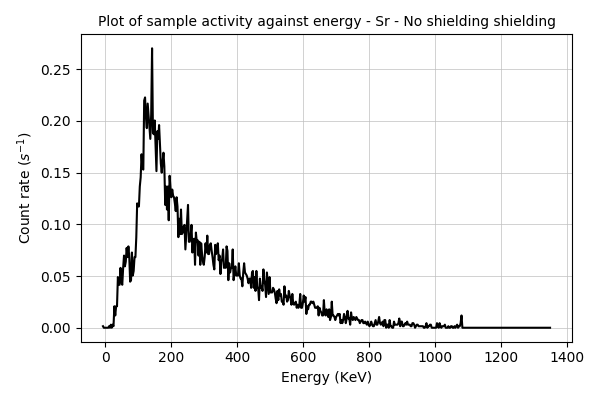 Plot of sample activity against energy - Sr - No shielding shielding
Count rate (s⁻¹)
0.25
0.20
0.15
0.10
0.05
0.00
0 200 400 600 800 1000 1200 1400
Energy (KeV)